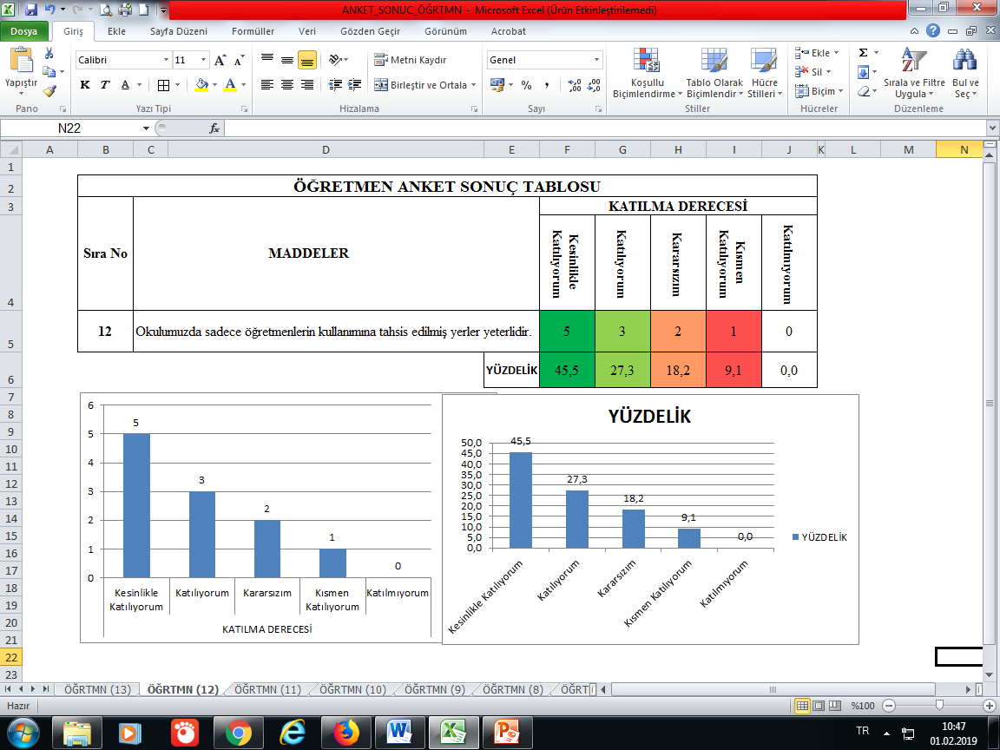 ANKET_SONUC_ÖĞRTMN - Microsoft Excel (Ürün Etkinleştirilemedi)
Dosya Giriş Ekle Sayfa Düzeni Formüller Veri Gözden Geçir Görünüm Acrobat
Yapıştır
Pano
Calibri 11
K T A
Yazı Tipi
Metni Kaydır
Birleştir ve Ortala
Hizalama
Genel
Sayı
Koşullu Biçimlendirme
Tablo Olarak Biçimlendir
Hücre Stilleri
Stiller
Ekle
Sil
Biçim
Hücreler
Sırala ve Filtre Uygula
Bul ve Seç
Düzenleme
N22 fx
A B C D E F G H I J K L M N
1
2
3
4
5
6
7
8
9
10
11
12
13
14
15
16
17
18
19
20
21
22
23
ÖĞRETMEN ANKET SONUÇ TABLOSU
Sıra No MADDELER KATILMA DERECESİ
Kesinlikle Katılıyorum
Katılıyorum
Kararsızım
Kısmen Katılıyorum
Katılmıyorum
12 Okulumuzda sadece öğretmenlerin kullanımına tahsis edilmiş yerler yeterlidir. 5 3 2 1 0
YÜZDELİK 45,5 27,3 18,2 9,1 0,0
6
5
4
3
2
1
0
5
3
2
1
0
Kesinlikle Katılıyorum
Katılıyorum
Kararsızım
Kısmen Katılıyorum
Katılmıyorum
KATILMA DERECESİ
YÜZDELİK
50,0
45,0
40,0
35,0
30,0
25,0
20,0
15,0
10,0
5,0
0,0
45,5
27,3
18,2
9,1
0,0
Kesinlikle Katılıyorum
Katılıyorum
Kararsızım
Kısmen Katılıyorum
Katılmıyorum
YÜZDELİK
ÖĞRTMN (13) ÖĞRTMN (12) ÖĞRTMN (11) ÖĞRTMN (10) ÖĞRTMN (9) ÖĞRTMN (8) ÖĞRT
Hazır %100
TR 10:47
01.02.2019